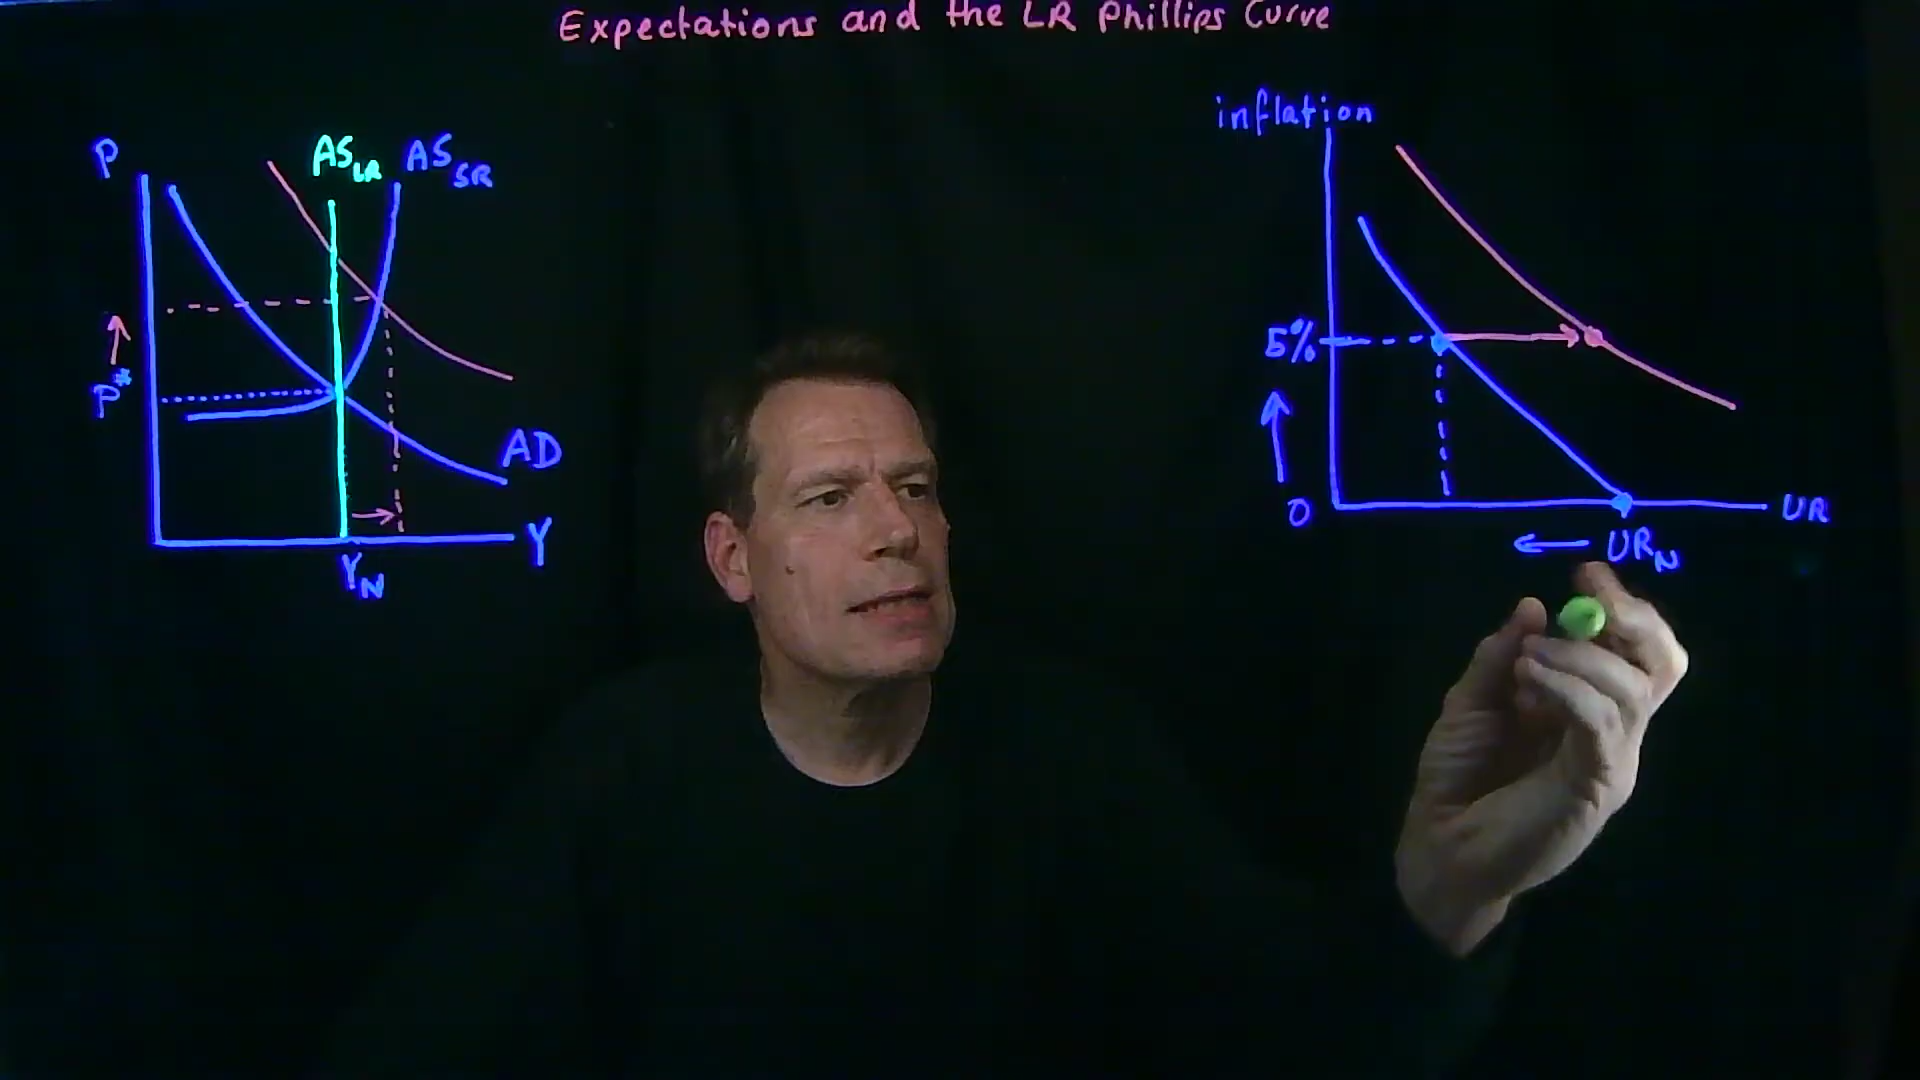 Expectations and the LR Phillips Curve
P
AS LR
AS SR
P*
AD
Y
Y N
inflation
5%
0
UR
UR N